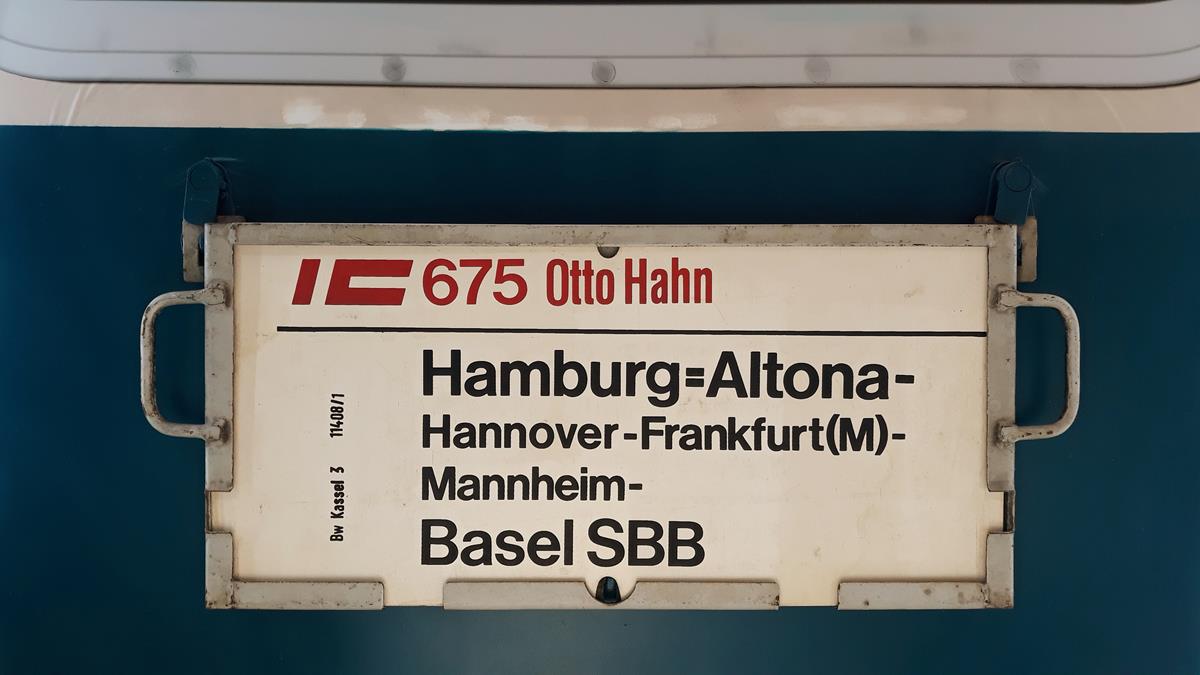 IC 675 Otto Hahn
Hamburg=Altona-
Hannover-Frankfurt(M)-
Mannheim-
Basel SBB
Bw Kassel 3 11408/1